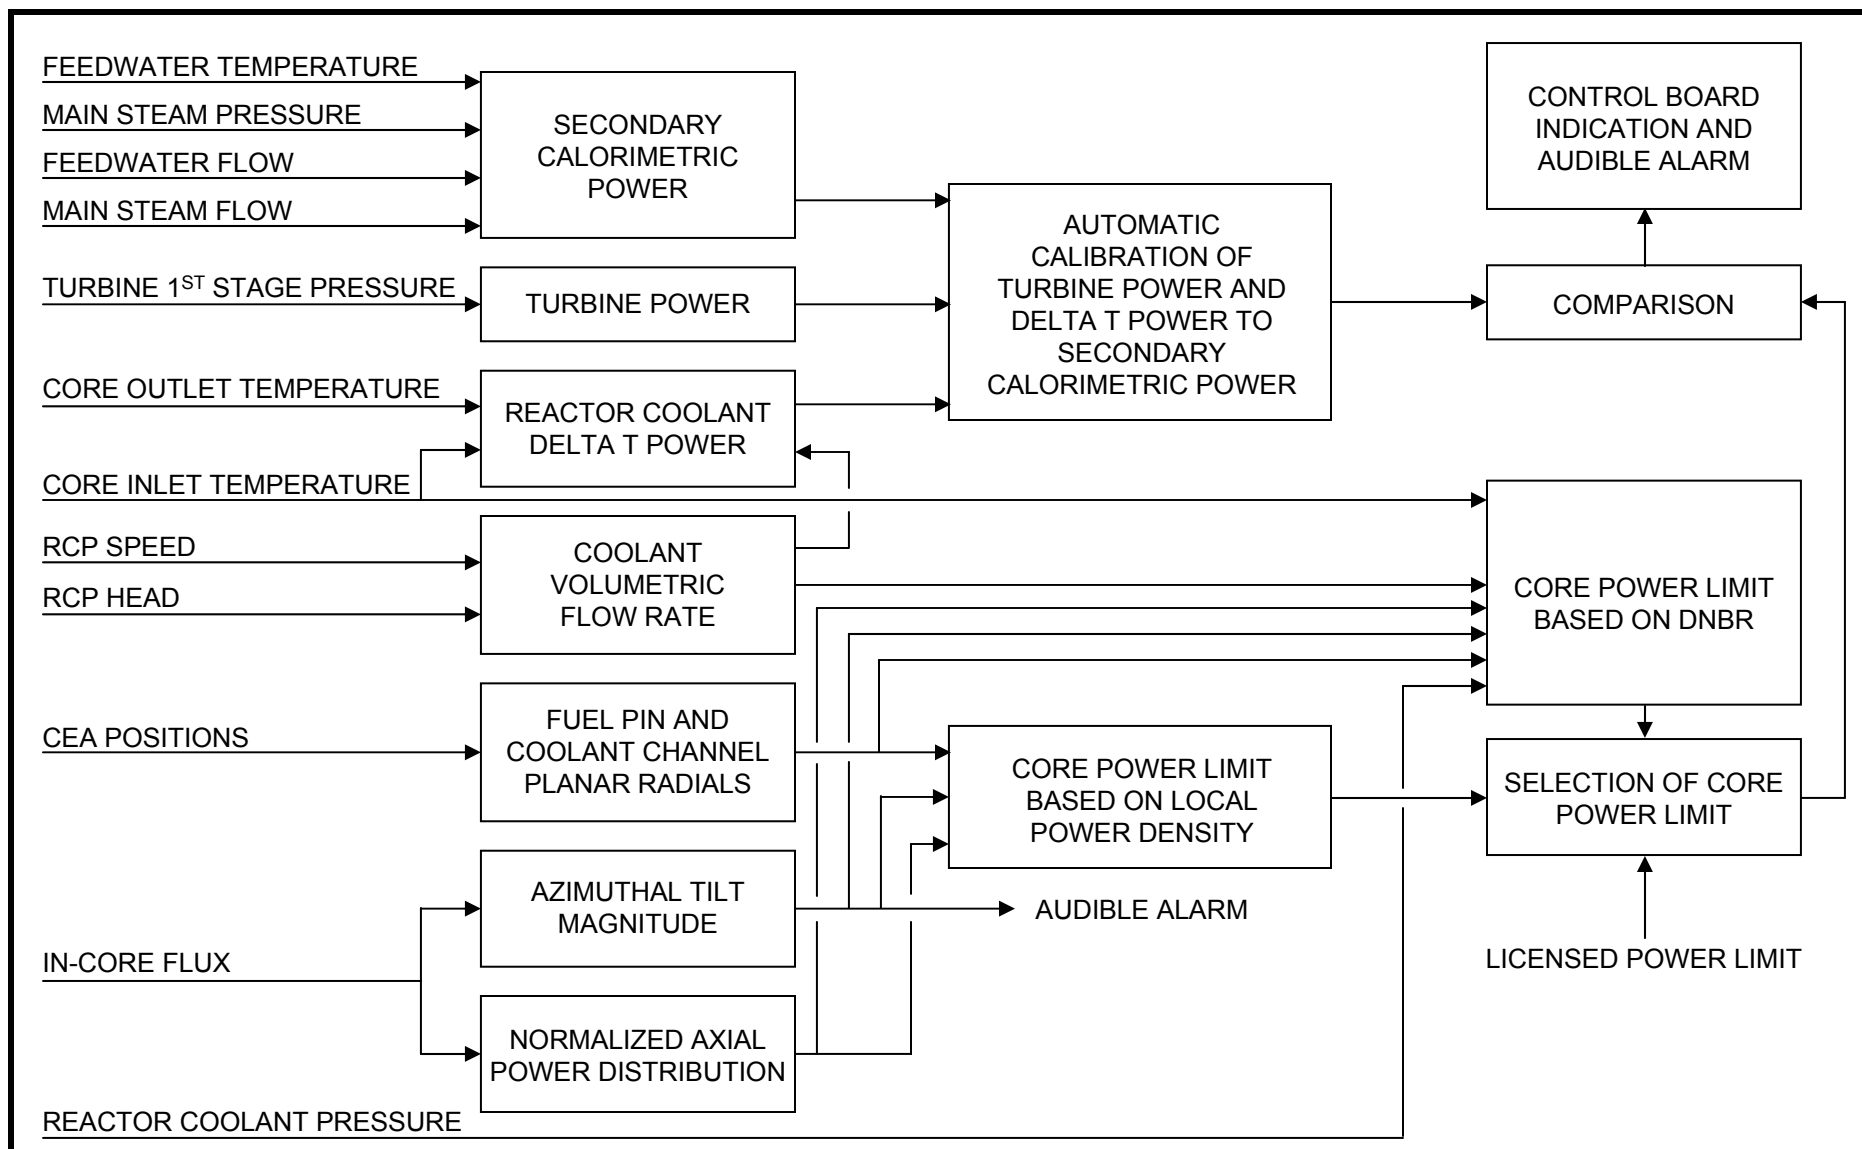 FEEDWATER TEMPERATURE
MAIN STEAM PRESSURE
FEEDWATER FLOW
MAIN STEAM FLOW
SECONDARY
CALORIMETRIC
POWER
TURBINE 1ST STAGE PRESSURE
TURBINE POWER
CORE OUTLET TEMPERATURE
REACTOR COOLANT
DELTA T POWER
CORE INLET TEMPERATURE
RCP SPEED
RCP HEAD
COOLANT
VOLUMETRIC
FLOW RATE
CEA POSITIONS
FUEL PIN AND
COOLANT CHANNEL
PLANAR RADIALS
AZIMUTHAL TILT
MAGNITUDE
IN-CORE FLUX
NORMALIZED AXIAL
POWER DISTRIBUTION
REACTOR COOLANT PRESSURE
AUTOMATIC
CALIBRATION OF
TURBINE POWER AND
DELTA T POWER TO
SECONDARY
CALORIMETRIC POWER
CORE POWER LIMIT
BASED ON LOCAL
POWER DENSITY
AUDIBLE ALARM
CONTROL BOARD
INDICATION AND
AUDIBLE ALARM
COMPARISON
CORE POWER LIMIT
BASED ON DNBR
SELECTION OF CORE
POWER LIMIT
LICENSED POWER LIMIT